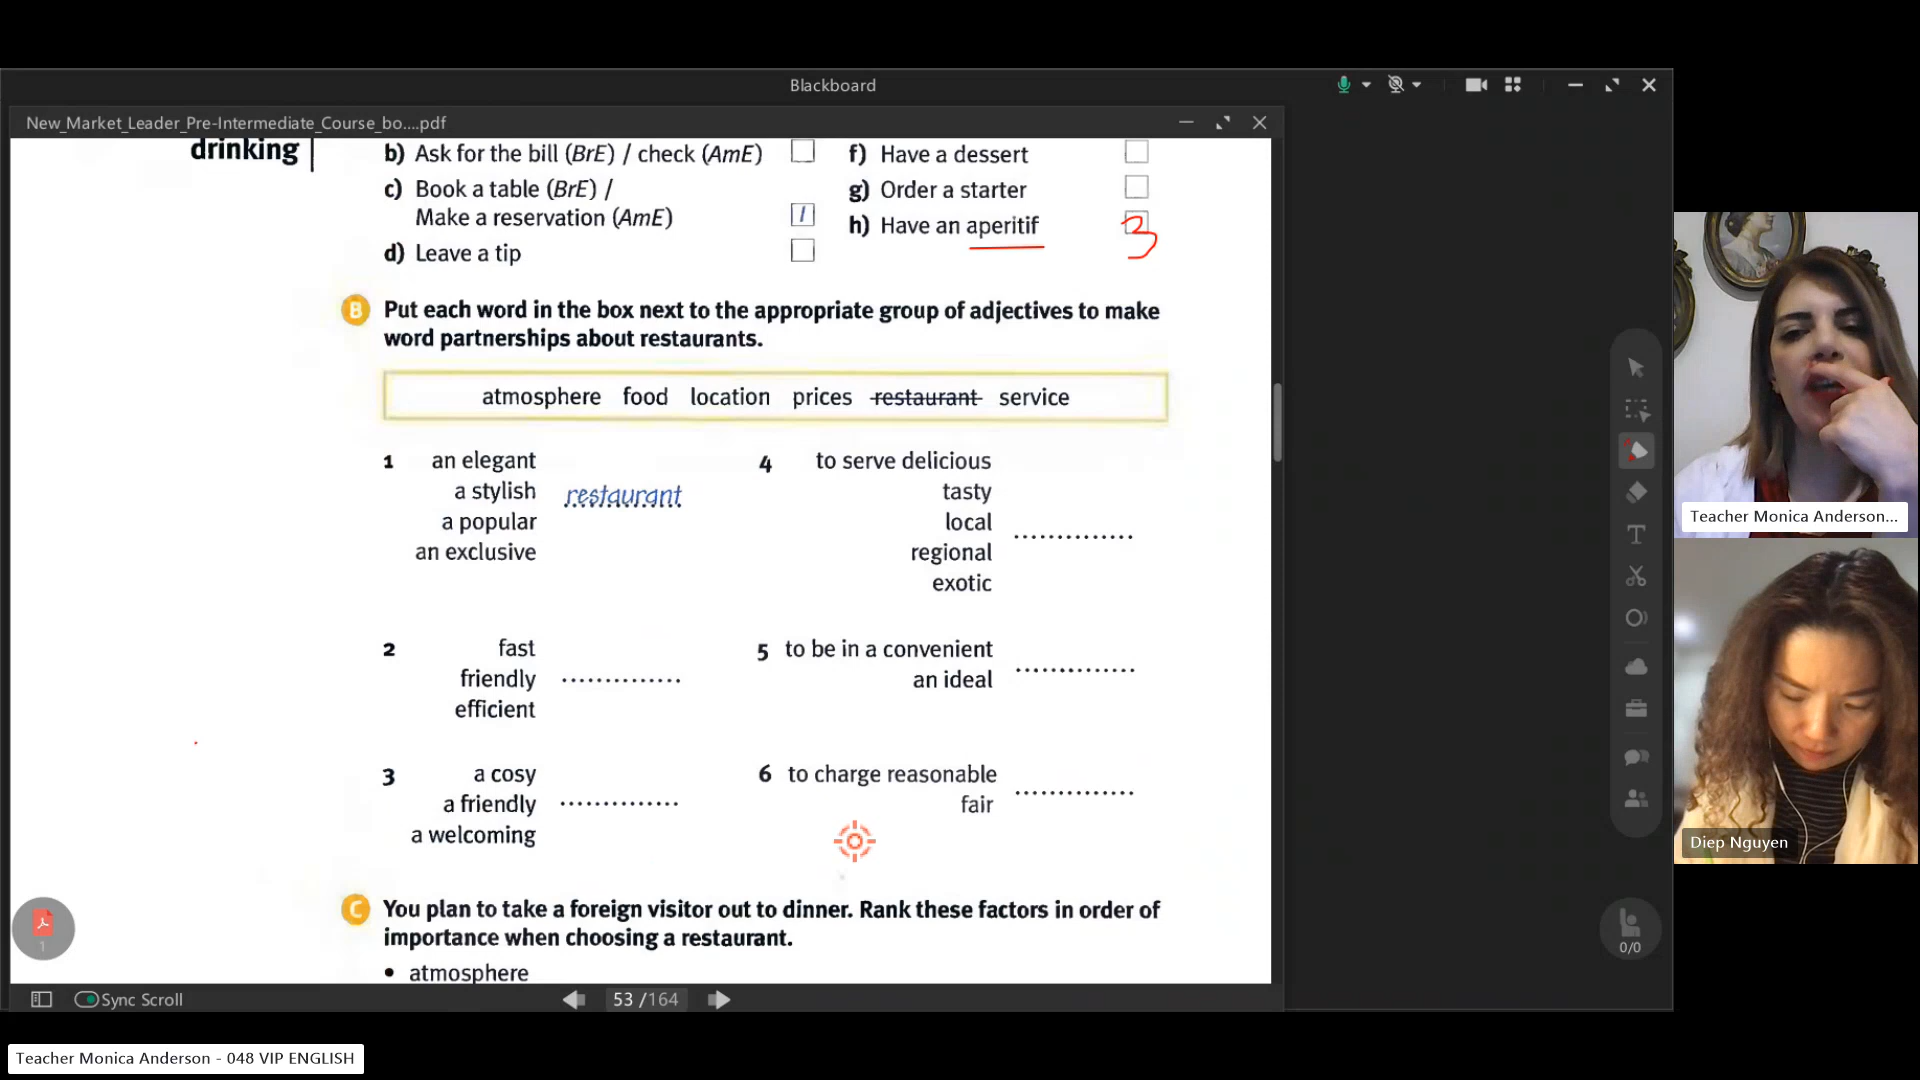 Blackboard
New_Market_Leader_Pre-Intermediate_Course_bo....pdf
drinking
b) Ask for the bill (BrE) / check (AmE)
c) Book a table (BrE) /
Make a reservation (AmE) 1
d) Leave a tip
f) Have a dessert
g) Order a starter
h) Have an aperitif 3
B Put each word in the box next to the appropriate group of adjectives to make
word partnerships about restaurants.
atmosphere food location prices restaurant service
1 an elegant
a stylish restaurant
a popular
an exclusive
2 fast
friendly ..............
efficient
3 a cosy
a friendly ..............
a welcoming
4 to serve delicious
tasty
local ..............
regional
exotic
5 to be in a convenient ..............
an ideal
6 to charge reasonable ..............
fair
C You plan to take a foreign visitor out to dinner. Rank these factors in order of
importance when choosing a restaurant.
• atmosphere
1
Sync Scroll
53 /164
0/0
Teacher Monica Anderson...
Diep Nguyen
Teacher Monica Anderson - 048 VIP ENGLISH